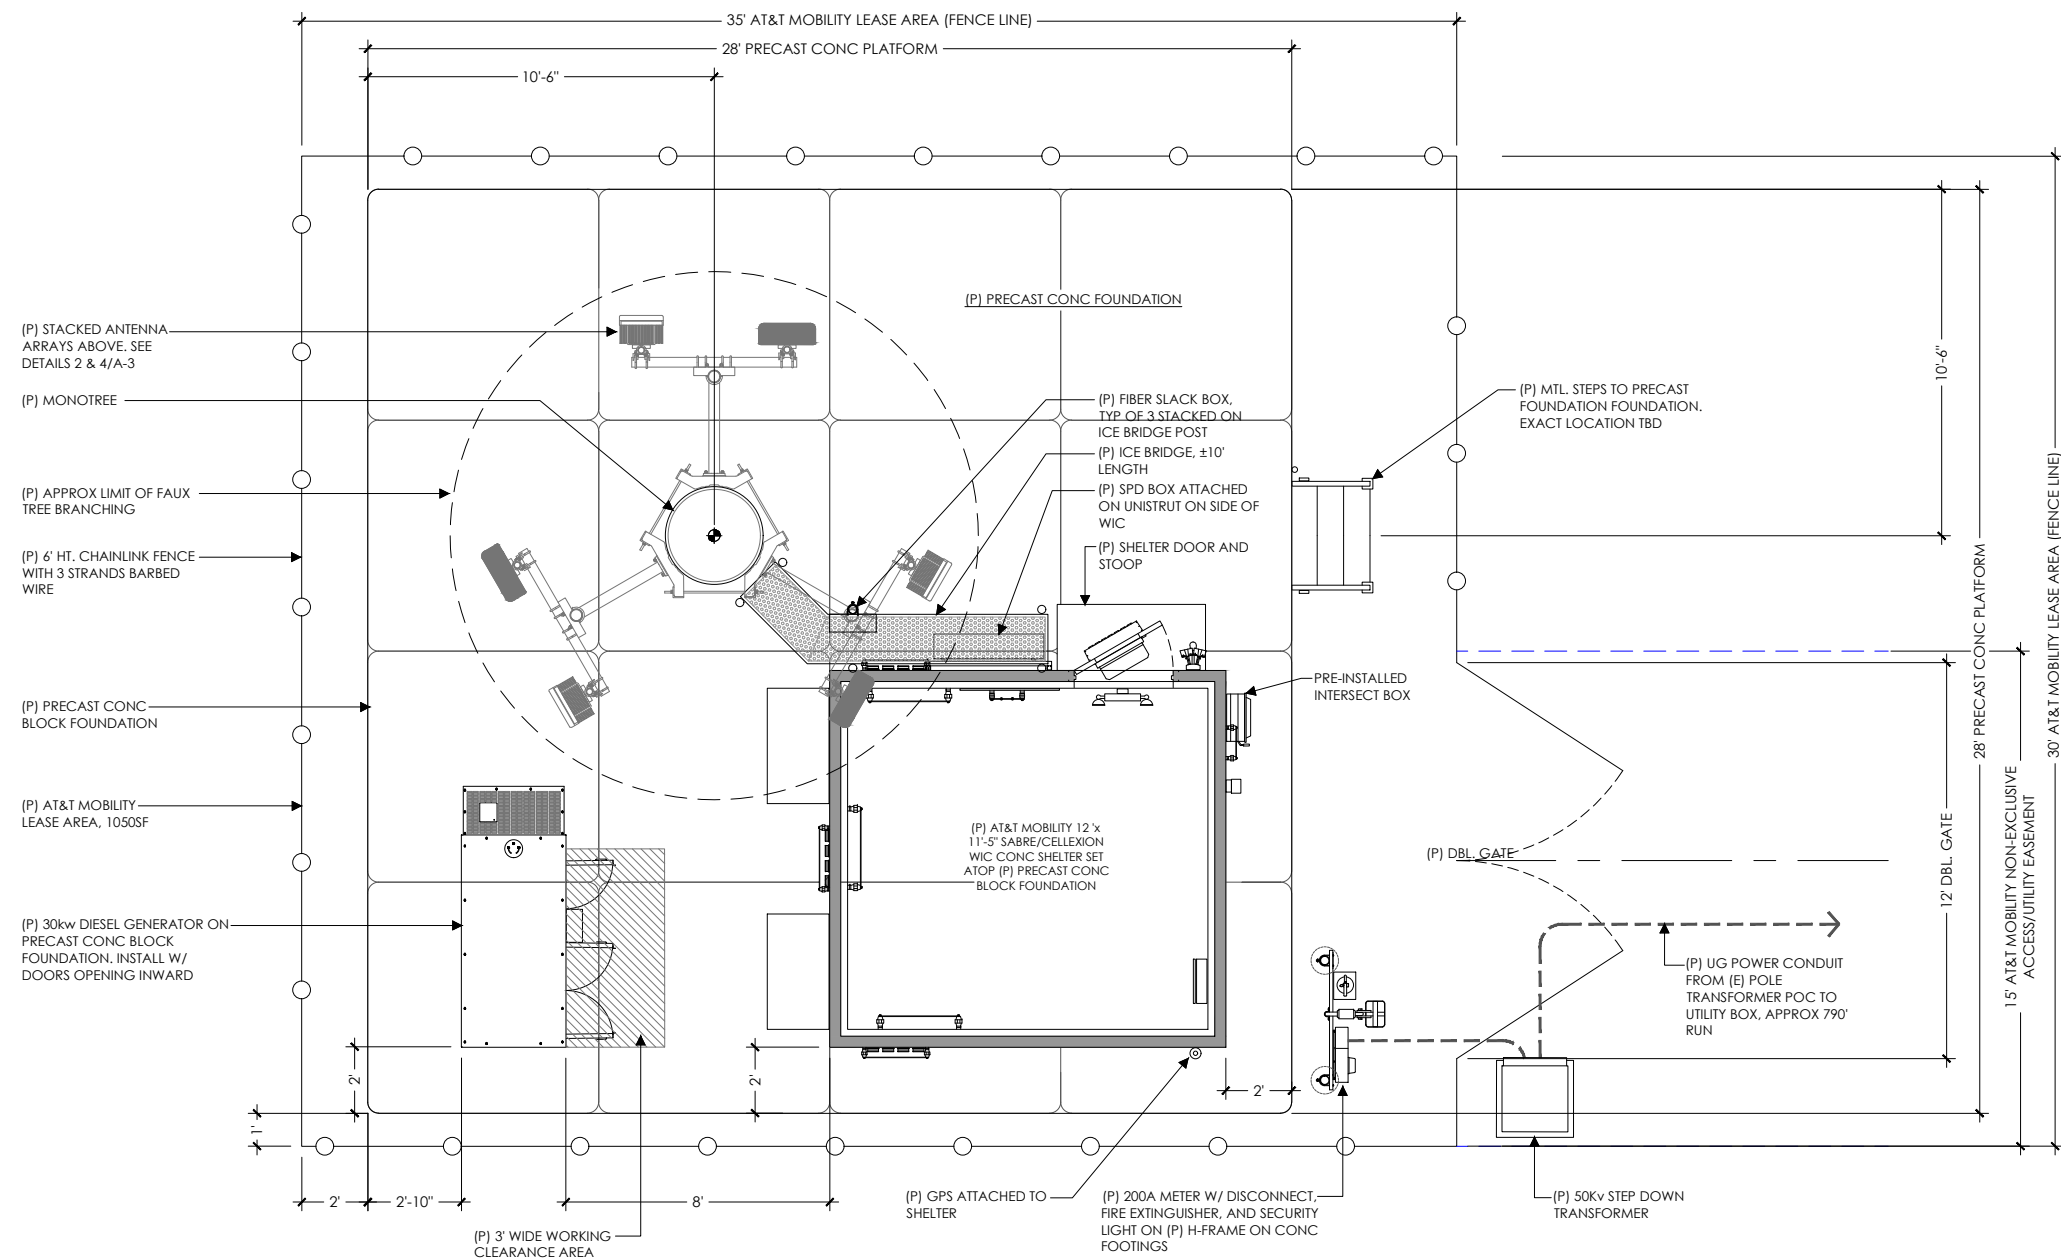 35' AT&T MOBILITY LEASE AREA (FENCE LINE)
28' PRECAST CONC PLATFORM
10'-6"
(P) PRECAST CONC FOUNDATION
(P) STACKED ANTENNA
ARRAYS ABOVE. SEE
DETAILS 2 & 4/A-3
(P) MONOTREE
(P) APPROX LIMIT OF FAUX
TREE BRANCHING
(P) 6' HT. CHAINLINK FENCE
WITH 3 STRANDS BARBED
WIRE
(P) PRECAST CONC
BLOCK FOUNDATION
(P) AT&T MOBILITY
LEASE AREA, 1050SF
(P) 30kw DIESEL GENERATOR ON
PRECAST CONC BLOCK
FOUNDATION. INSTALL W/
DOORS OPENING INWARD
(P) FIBER SLACK BOX,
TYP OF 3 STACKED ON
ICE BRIDGE POST
(P) ICE BRIDGE, ±10'
LENGTH
(P) SPD BOX ATTACHED
ON UNISTRUT ON SIDE OF
WIC
(P) SHELTER DOOR AND
STOOP
PRE-INSTALLED
INTERSECT BOX
(P) AT&T MOBILITY 12 'x
11'-5" SABRE/CELLEXION
WIC CONC SHELTER SET
ATOP (P) PRECAST CONC
BLOCK FOUNDATION
(P) MTL. STEPS TO PRECAST
FOUNDATION FOUNDATION.
EXACT LOCATION TBD
(P) DBL. GATE
(P) UG POWER CONDUIT
FROM (E) POLE
TRANSFORMER POC TO
UTILITY BOX, APPROX 790'
RUN
10'-6"
12' DBL. GATE
28' PRECAST CONC PLATFORM
15' AT&T MOBILITY NON-EXCLUSIVE
ACCESS/UTILITY EASEMENT
30' AT&T MOBILITY LEASE AREA (FENCE LINE)
2'
1'
2'
2'
2'
2'-10"
8'
(P) 3' WIDE WORKING
CLEARANCE AREA
(P) GPS ATTACHED TO
SHELTER
(P) 200A METER W/ DISCONNECT,
FIRE EXTINGUISHER, AND SECURITY
LIGHT ON (P) H-FRAME ON CONC
FOOTINGS
(P) 50Kv STEP DOWN
TRANSFORMER